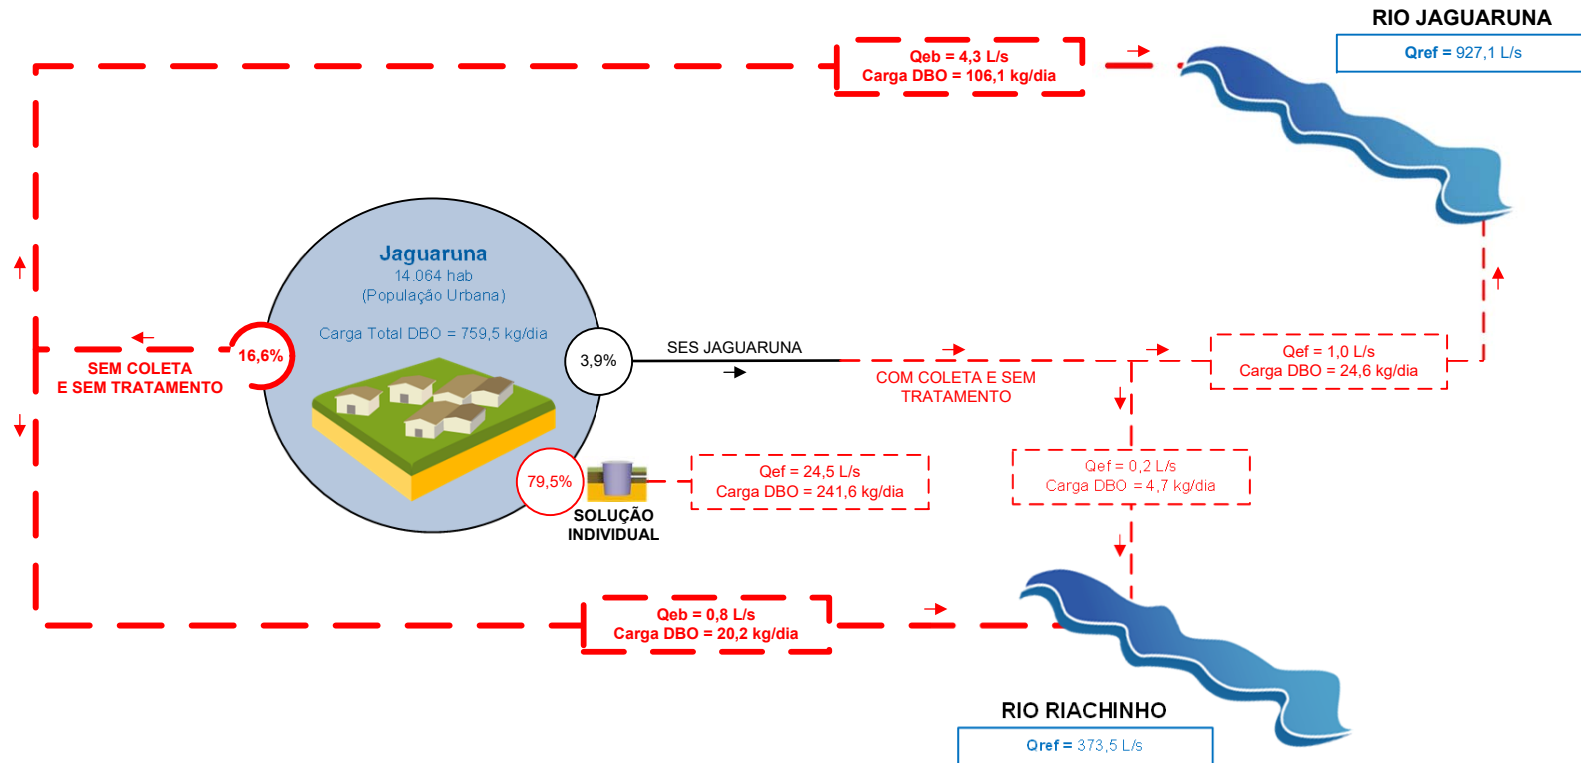 RIO JAGUARUNA
Qref = 927,1 L/s
Qeb = 4,3 L/s
Carga DBO = 106,1 kg/dia
Jaguaruna
14.064 hab
(População Urbana)
Carga Total DBO = 759,5 kg/dia
16,6%
SEM COLETA
E SEM TRATAMENTO
3,9%
SES JAGUARUNA
COM COLETA E SEM
TRATAMENTO
Qef = 1,0 L/s
Carga DBO = 24,6 kg/dia
79,5%
SOLUÇÃO
INDIVIDUAL
Qef = 24,5 L/s
Carga DBO = 241,6 kg/dia
Qef = 0,2 L/s
Carga DBO = 4,7 kg/dia
Qeb = 0,8 L/s
Carga DBO = 20,2 kg/dia
RIO RIACHINHO
Qref = 373,5 L/s